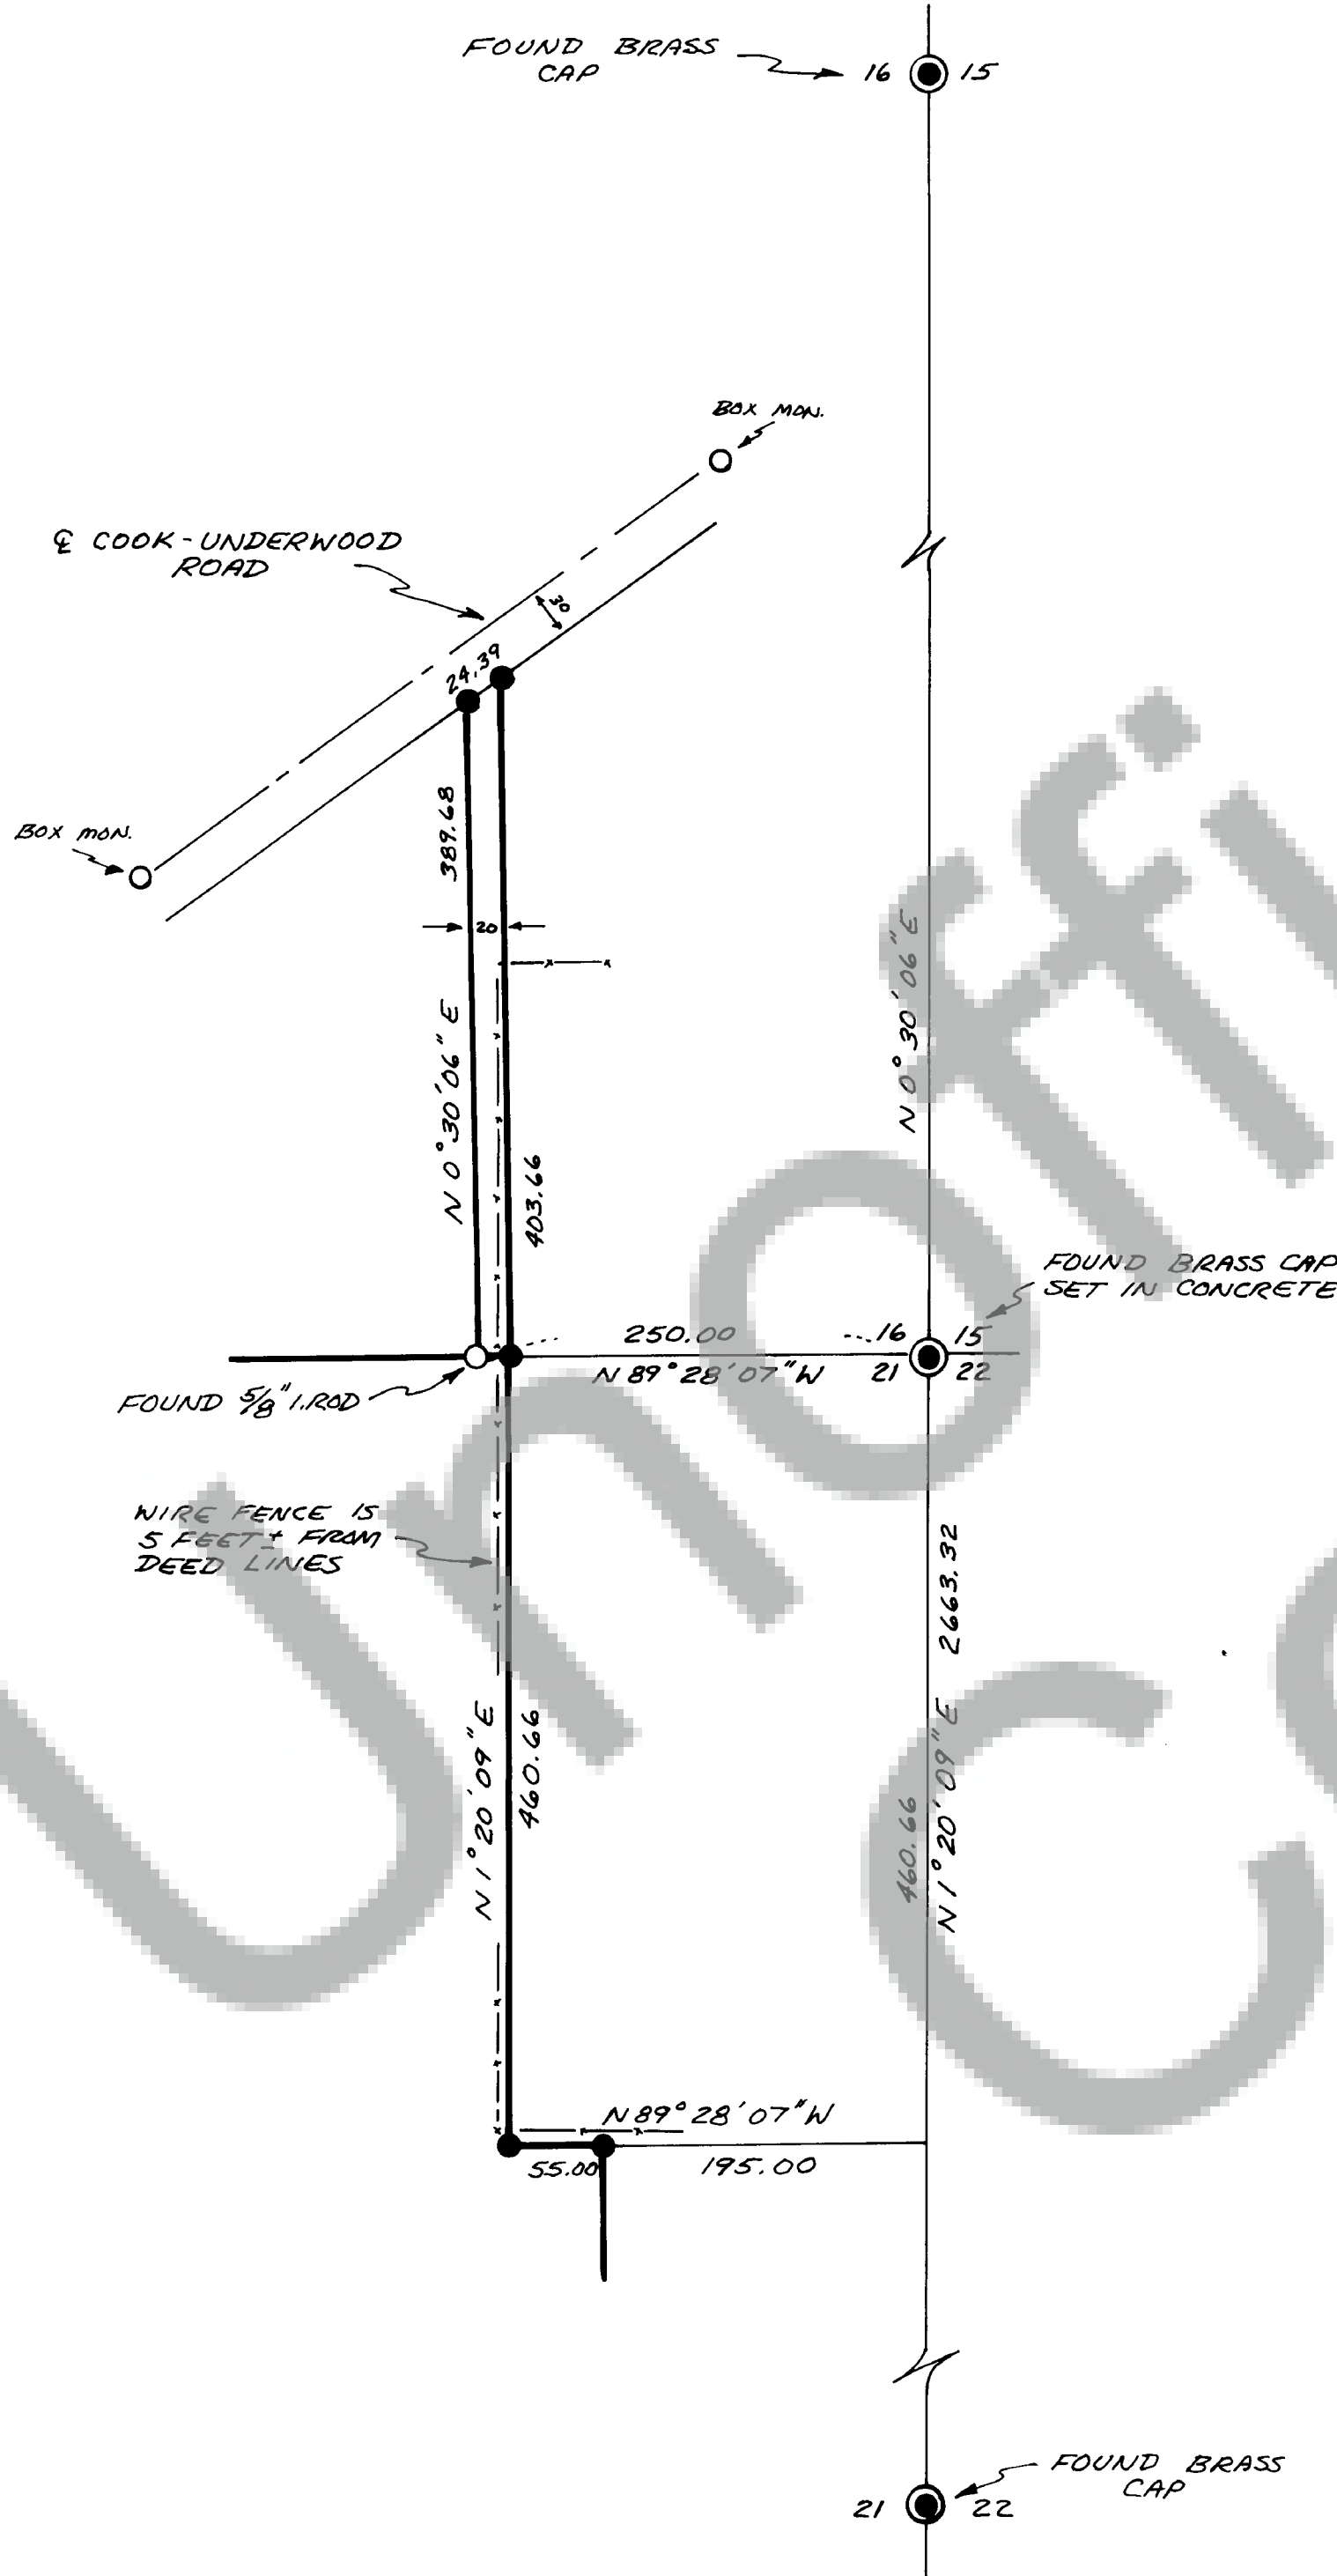 FOUND BRASS
CAP
16 15
BOX MON.
℄ COOK-UNDERWOOD
ROAD
30
24.39
BOX MON.
389.68
20
N 0° 30' 06" E
N 0° 30' 06" E
403.66
FOUND BRASS CAP
SET IN CONCRETE
250.00
16 15
N 89° 28' 07" W
21 22
FOUND 5/8" I.ROD
WIRE FENCE IS
5 FEET ± FROM
DEED LINES
2663.32
N 1° 20' 09" E
460.66
460.66
N 1° 20' 09" E
N 89° 28' 07" W
55.00
195.00
FOUND BRASS
CAP
21 22
Unoffi
C